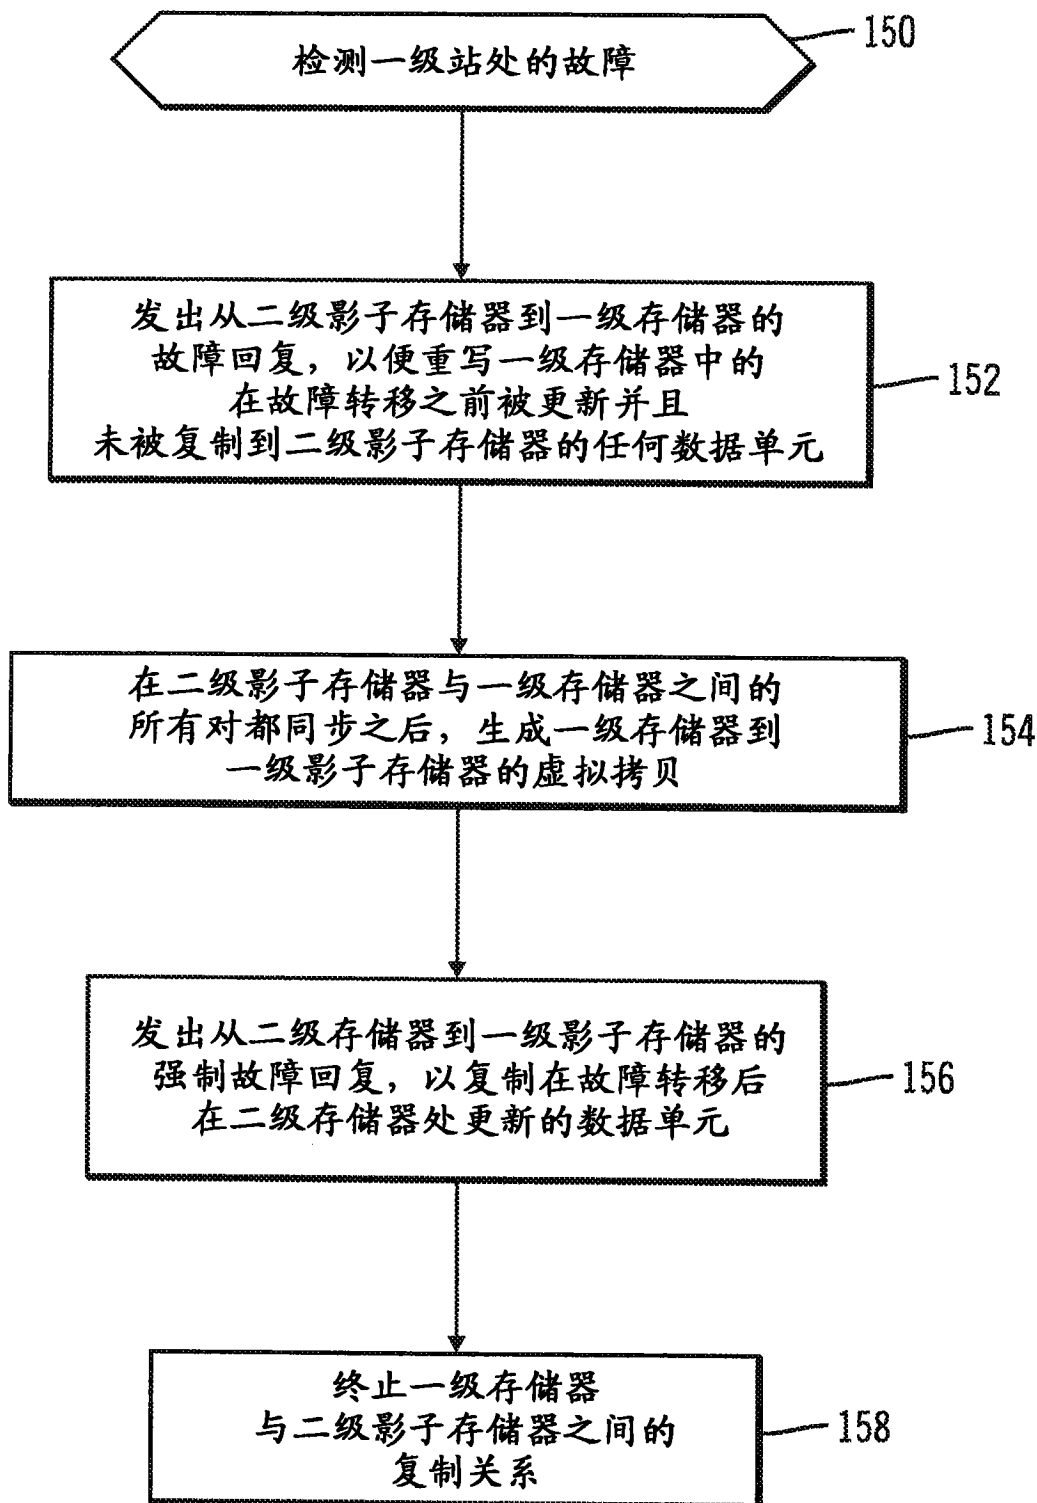 检测一级站处的故障
150
发出从二级影子存储器到一级存储器的
故障回复，以便重写一级存储器中的
在故障转移之前被更新并且
未被复制到二级影子存储器的任何数据单元
152
在二级影子存储器与一级存储器之间的
所有对都同步之后，生成一级存储器到
一级影子存储器的虚拟拷贝
154
发出从二级存储器到一级影子存储器的
强制故障回复，以复制在故障转移后
在二级存储器处更新的数据单元
156
终止一级存储器
与二级影子存储器之间的
复制关系
158